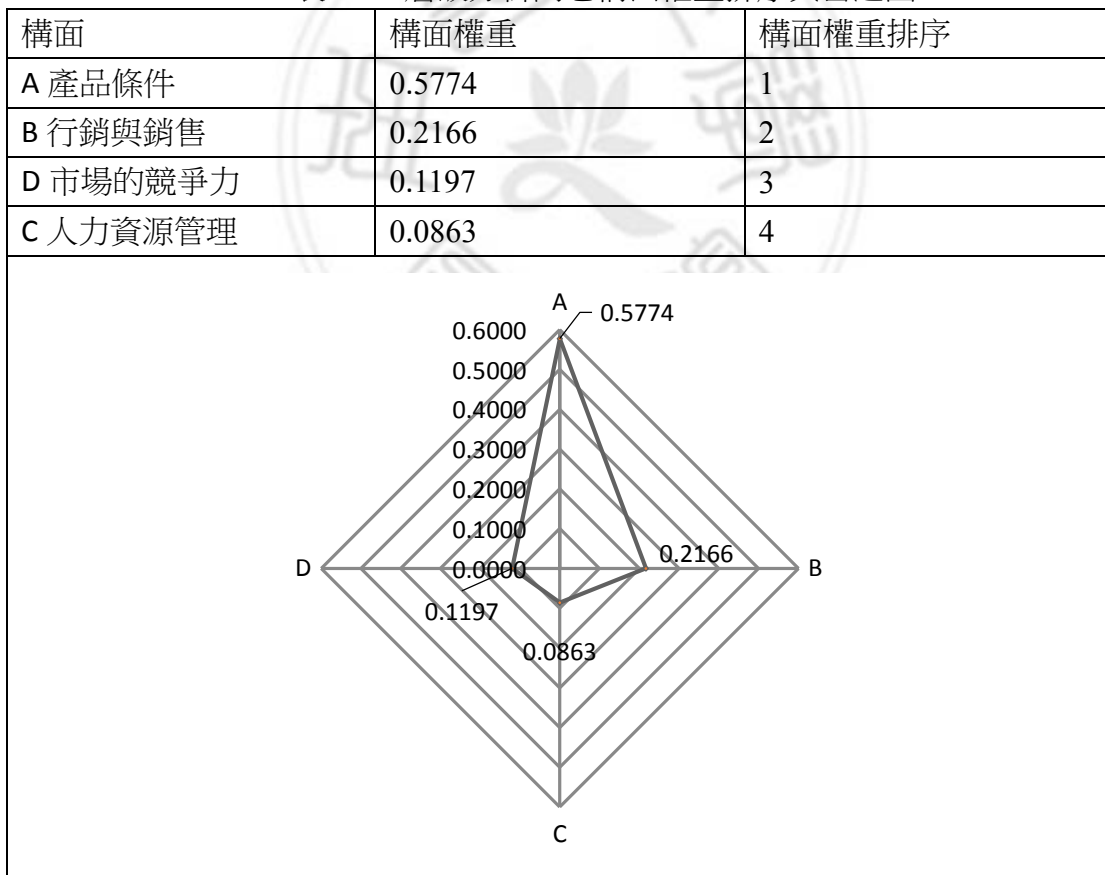 構面 構面權重 構面權重排序
A 產品條件 0.5774 1
B 行銷與銷售 0.2166 2
D 市場的競爭力 0.1197 3
C 人力資源管理 0.0863 4
A
0.5774
0.6000
0.5000
0.4000
0.3000
0.2000
0.1000
0.2166
D
0.0000
B
0.1197
0.0863
C